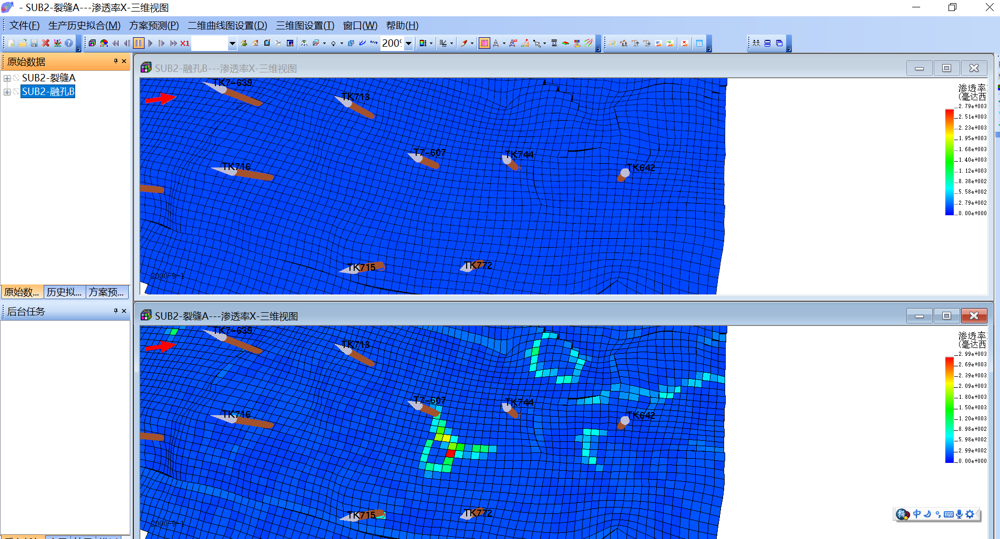 - SUB2-裂缝A---渗透率X-三维视图
文件(F) 生产历史拟合(M) 方案预测(P) 二维曲线图设置(D) 三维图设置(T) 窗口(W) 帮助(H)
X1 200%
原始数据
SUB2-裂缝A
SUB2-融孔B
原始数... 历史拟... 方案预...
后台任务
SUB2-融孔B---渗透率X-三维视图
TK7-639
TK713
T7-607
TK744
TK716
TK642
TK715
TK772
2000-9-1
渗透率
(毫达西
2.79e+003
2.51e+003
2.23e+003
1.95e+003
1.68e+003
1.40e+003
1.12e+003
8.38e+002
5.58e+002
2.79e+002
0.00e+000
SUB2-裂缝A---渗透率X-三维视图
TK7-639
TK713
T7-607
TK744
TK716
TK642
TK715
TK772
2000-9-1
渗透率
(毫达西
2.99e+003
2.69e+003
2.39e+003
2.09e+003
1.80e+003
1.50e+003
1.20e+003
8.98e+002
5.98e+002
2.99e+002
0.00e+000
中